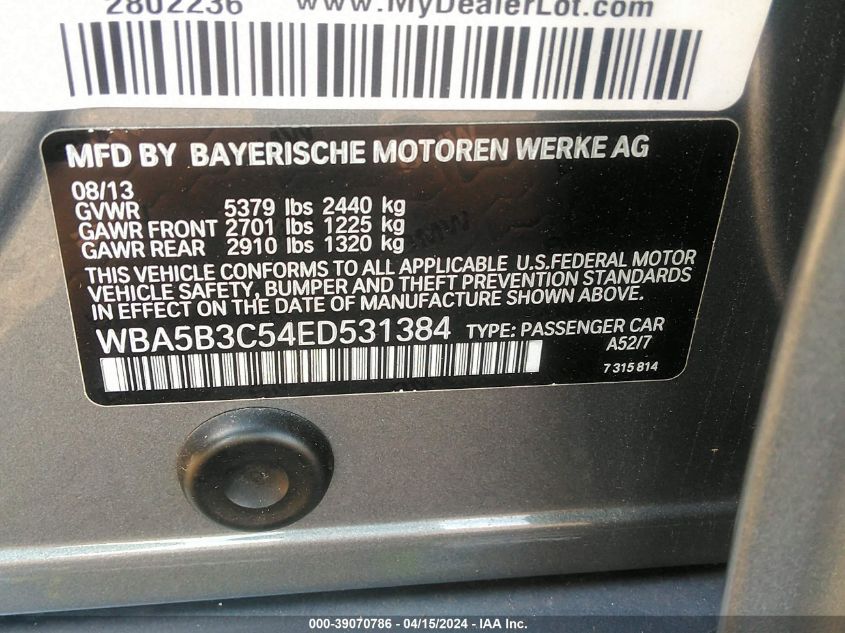 2802236 www.MyDealerLot.com
MFD BY BAYERISCHE MOTOREN WERKE AG
08/13
GVWR 5379 lbs 2440 kg
GAWR FRONT 2701 lbs 1225 kg
GAWR REAR 2910 lbs 1320 kg
THIS VEHICLE CONFORMS TO ALL APPLICABLE U.S.FEDERAL MOTOR
VEHICLE SAFETY, BUMPER AND THEFT PREVENTION STANDARDS
IN EFFECT ON THE DATE OF MANUFACTURE SHOWN ABOVE.
WBA5B3C54ED531384 TYPE: PASSENGER CAR
A52/7
7 315 814
000-39070786 - 04/15/2024 - IAA Inc.